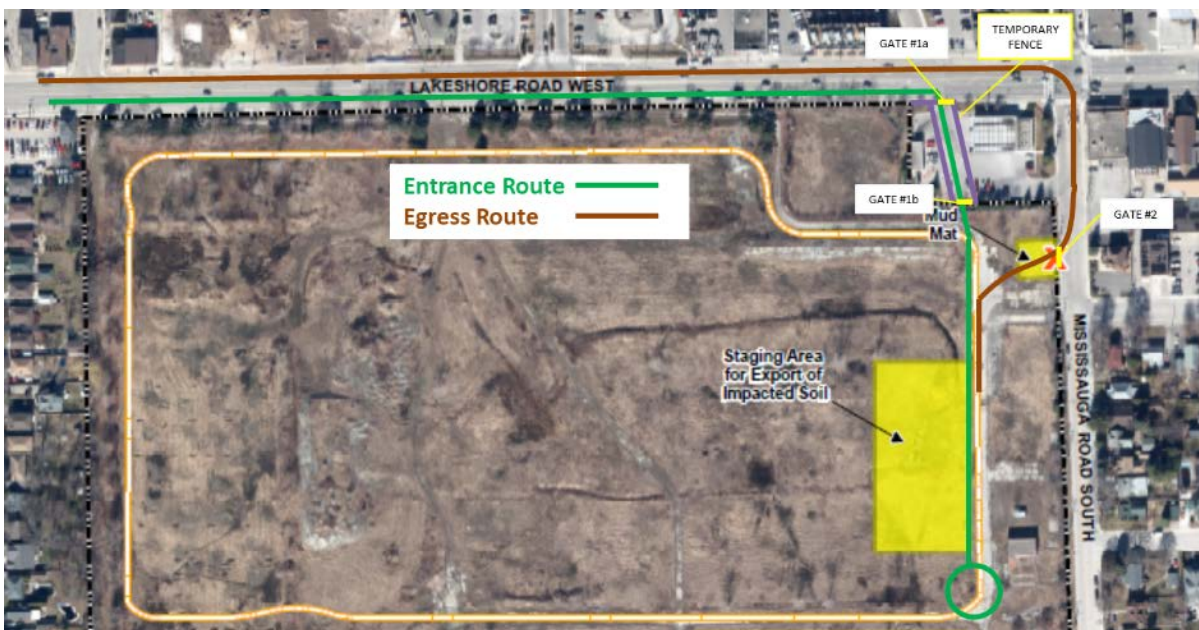 GATE #1a
TEMPORARY
FENCE
LAKESHORE ROAD WEST
Entrance Route
Egress Route
GATE #1b
Mud
Mat
GATE #2
Staging Area
for Export of
Impacted Soil
MISSISSAUGA ROAD SOUTH